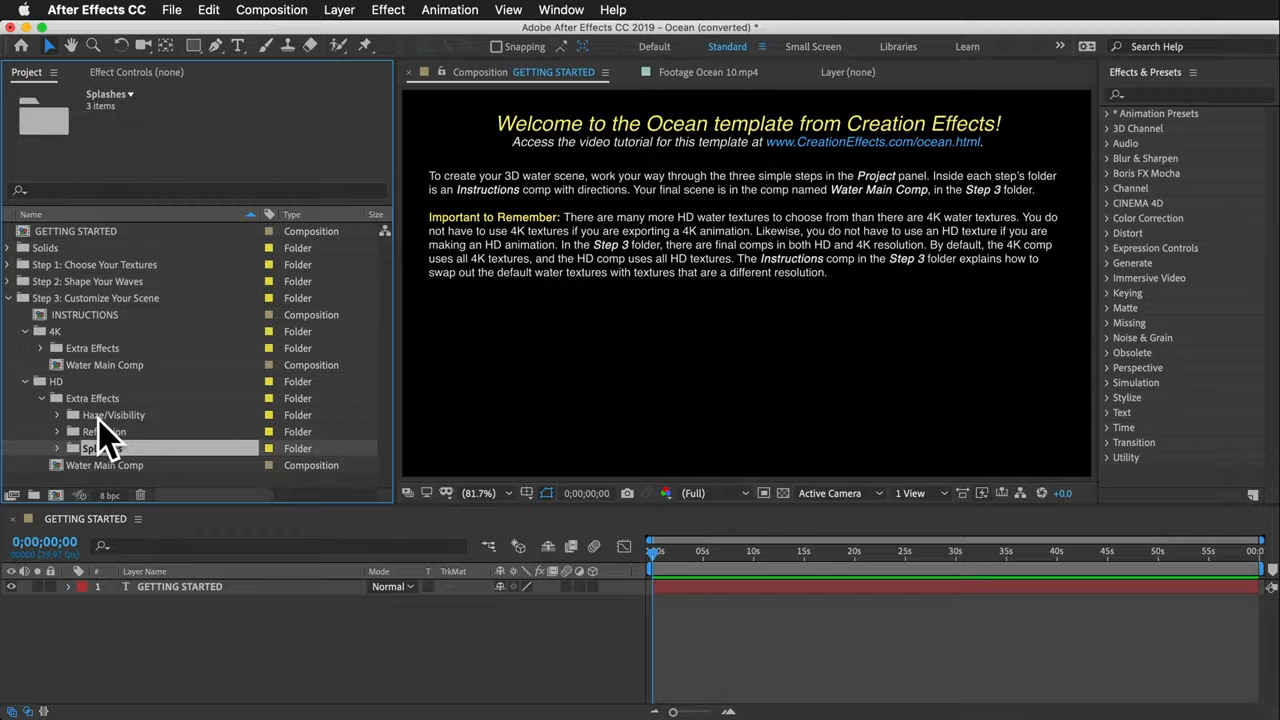 After Effects CC File Edit Composition Layer Effect Animation View Window Help
Adobe After Effects CC 2019 - Ocean (converted) *
Snapping Default Standard Small Screen Libraries Learn Search Help
Project Effect Controls (none)
Splashes
3 items
Name Type Size
GETTING STARTED Composition
Solids Folder
Step 1: Choose Your Textures Folder
Step 2: Shape Your Waves Folder
Step 3: Customize Your Scene Folder
INSTRUCTIONS Composition
4K Folder
Extra Effects Folder
Water Main Comp Composition
HD Folder
Extra Effects Folder
Haze/Visibility Folder
Folder
Folder
Water Main Comp Composition
8 bpc
Composition GETTING STARTED Footage Ocean 10.mp4 Layer (none)
Welcome to the Ocean template from Creation Effects!
Access the video tutorial for this template at www.CreationEffects.com/ocean.html.
To create your 3D water scene, work your way through the three simple steps in the Project panel. Inside each step's folder
is an Instructions comp with directions. Your final scene is in the comp named Water Main Comp, in the Step 3 folder.
Important to Remember: There are many more HD water textures to choose from than there are 4K water textures. You do
not have to use 4K textures if you are exporting a 4K animation. Likewise, you do not have to use an HD texture if you are
making an HD animation. In the Step 3 folder, there are final comps in both HD and 4K resolution. By default, the 4K comp
uses all 4K textures, and the HD comp uses all HD textures. The Instructions comp in the Step 3 folder explains how to
swap out the default water textures with textures that are a different resolution.
(81.7%) 0;00;00;00 (Full) Active Camera 1 View +0.0
Effects & Presets
* Animation Presets
3D Channel
Audio
Blur & Sharpen
Boris FX Mocha
Channel
CINEMA 4D
Color Correction
Distort
Expression Controls
Generate
Immersive Video
Keying
Matte
Missing
Noise & Grain
Obsolete
Perspective
Simulation
Stylize
Text
Time
Transition
Utility
GETTING STARTED
0;00;00;00
00000 (29.97 fps)
05s 10s 15s 20s 25s 30s 35s 40s 45s 50s 55s
# Layer Name Mode T TrkMat
1 T GETTING STARTED Normal